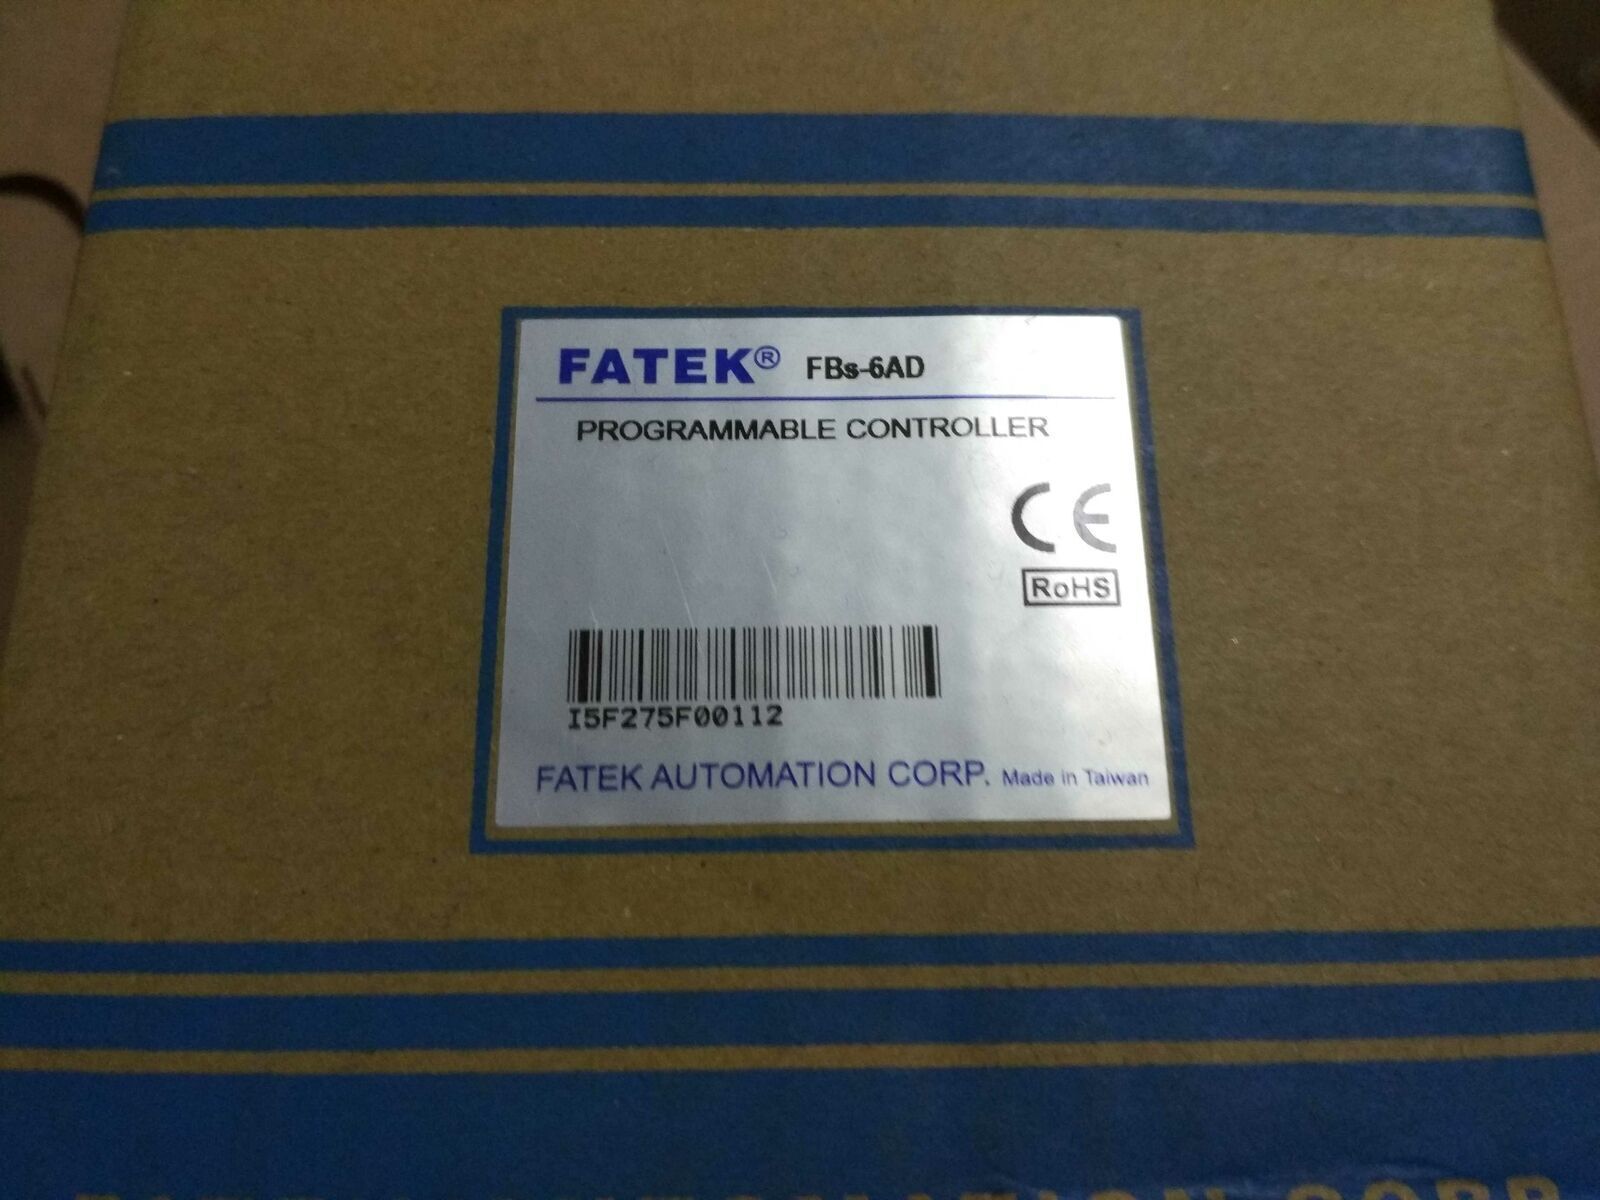 FATEK® FBs-6AD
PROGRAMMABLE CONTROLLER
CE
RoHS
I5F275F00112
FATEK AUTOMATION CORP. Made in Taiwan